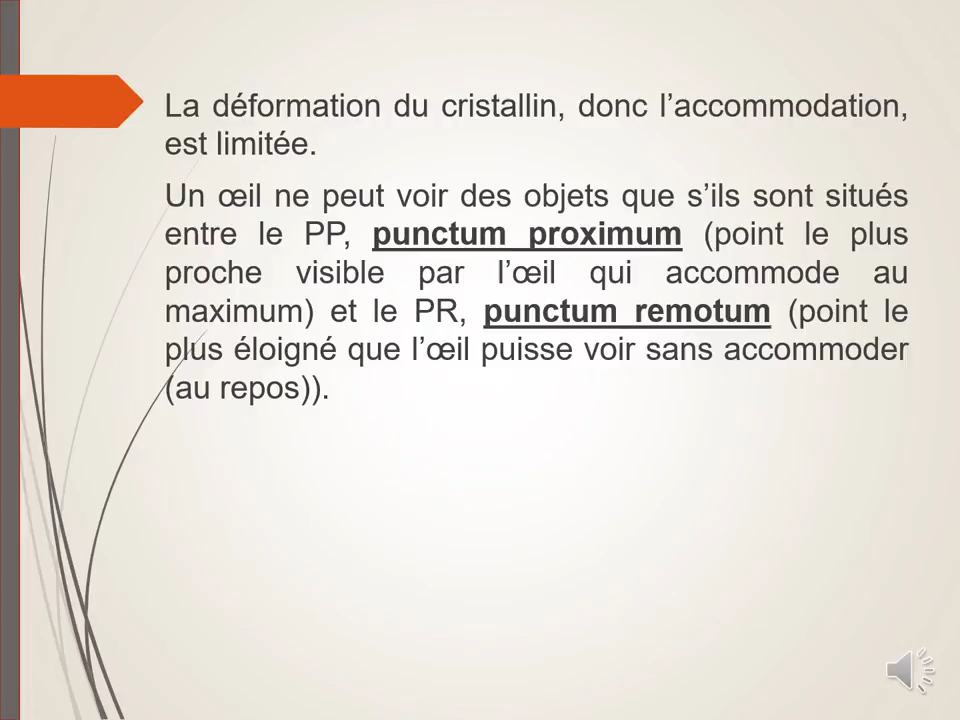 La déformation du cristallin, donc l’accommodation,
est limitée.
Un œil ne peut voir des objets que s’ils sont situés
entre le PP, punctum proximum (point le plus
proche visible par l’œil qui accommode au
maximum) et le PR, punctum remotum (point le
plus éloigné que l’œil puisse voir sans accommoder
(au repos)).